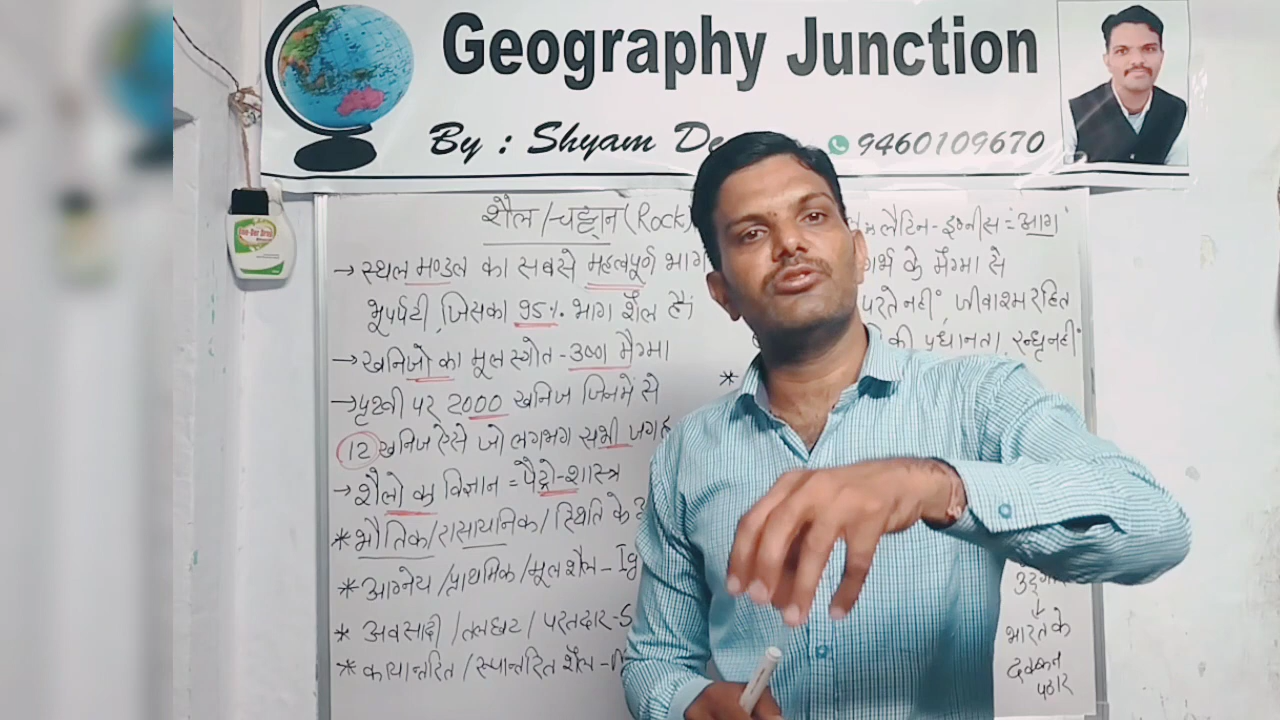 Geography Junction
By : Shyam De
9460109670
शैल/चट्टान (Rock)
→ स्थल मण्डल का सबसे महत्वपूर्ण भाग
भूपर्पटी, जिसका 95% भाग शैल है।
→ खनिजो का मूल स्त्रोत - उष्ण मैग्मा
→ पृथ्वी पर 2000 खनिज जिनमें से
12 खनिज ऐसे जो लगभग सभी जगह
→ शैलो का विज्ञान = पैट्रो-शास्त्र
* भौतिक/रासायनिक/स्थिति के
* आग्नेय/प्राथमिक/मूल शैल - Ig
* अवसादी/तलछट/परतदार - S
* कायान्तरित/रूपान्तरित शैल -
लैटिन - इग्नीस = "आग"
गर्भ के मैग्मा से
परते नहीं, जीवाश्म रहित
की प्रधानता, रन्ध्र नहीं
*
↓
भारत के
दक्कन
पठार